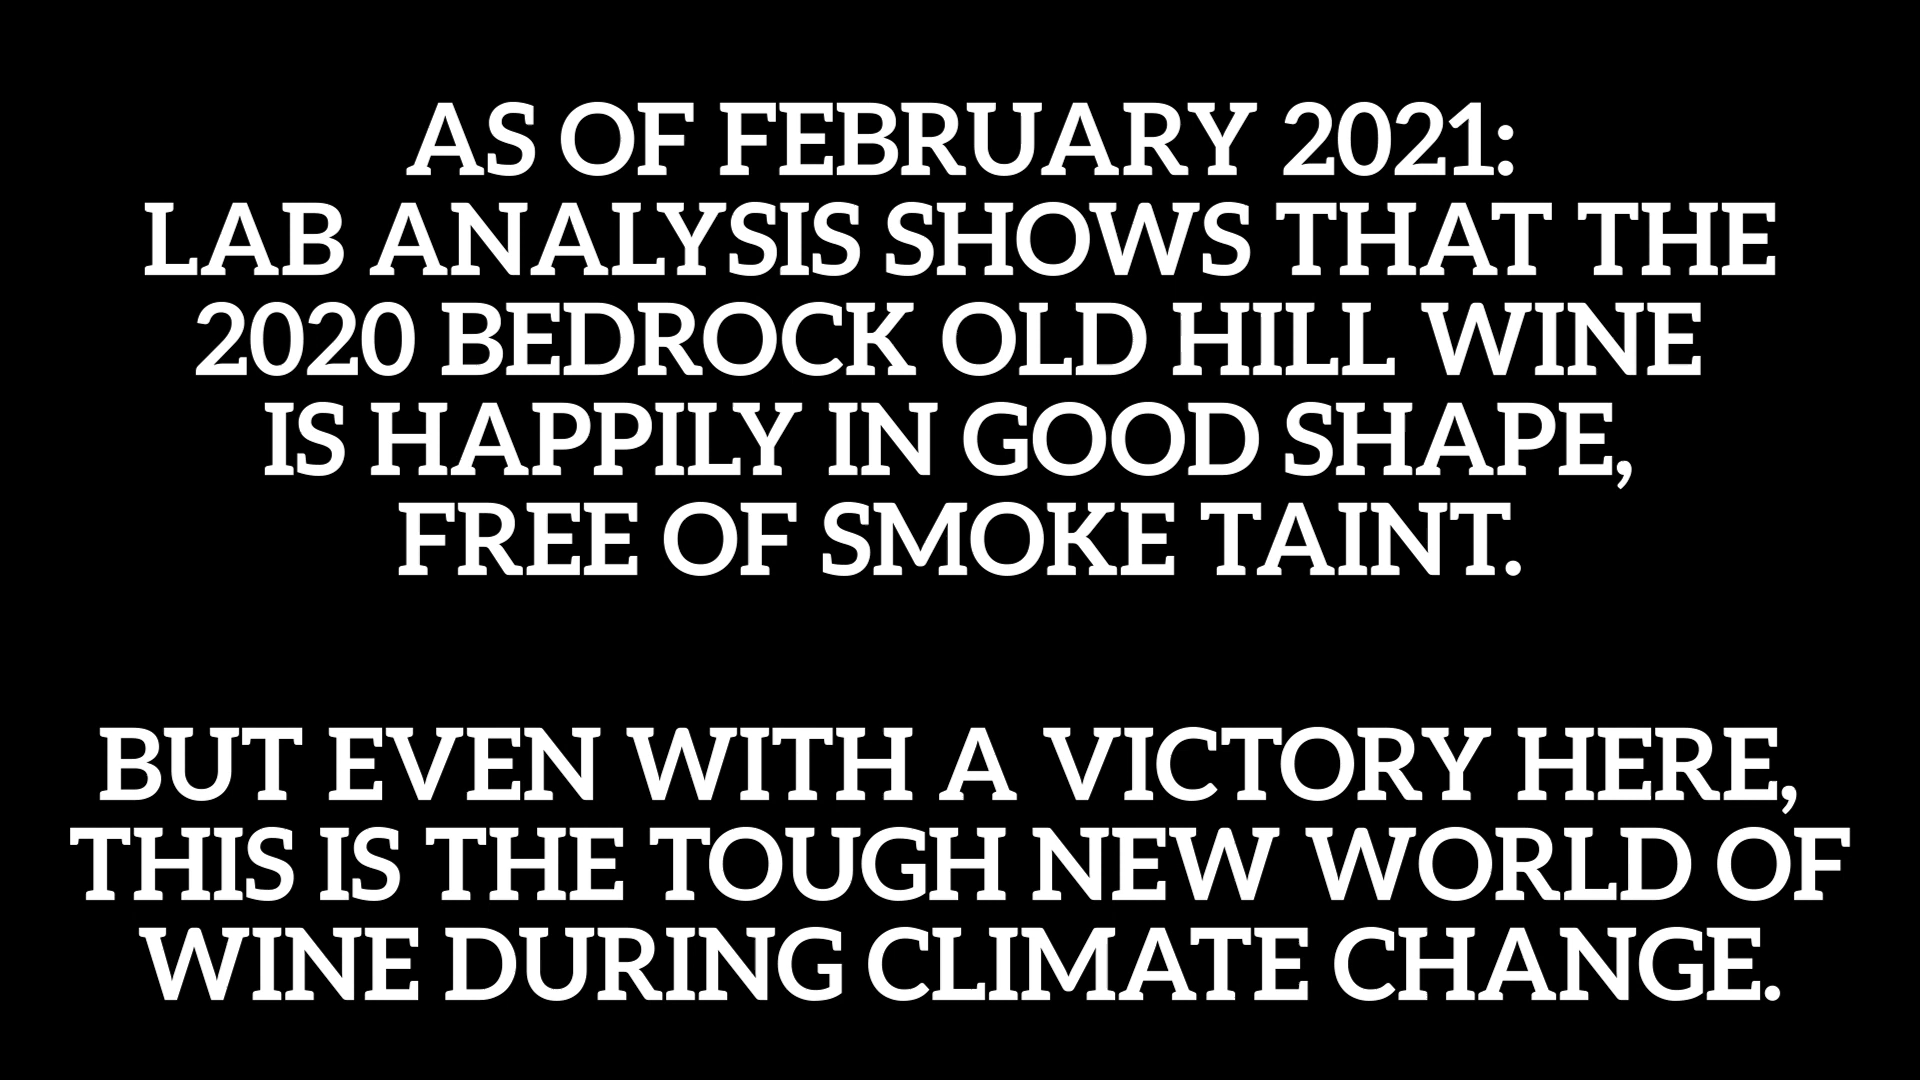 AS OF FEBRUARY 2021:
LAB ANALYSIS SHOWS THAT THE
2020 BEDROCK OLD HILL WINE
IS HAPPILY IN GOOD SHAPE,
FREE OF SMOKE TAINT.
BUT EVEN WITH A VICTORY HERE,
THIS IS THE TOUGH NEW WORLD OF
WINE DURING CLIMATE CHANGE.